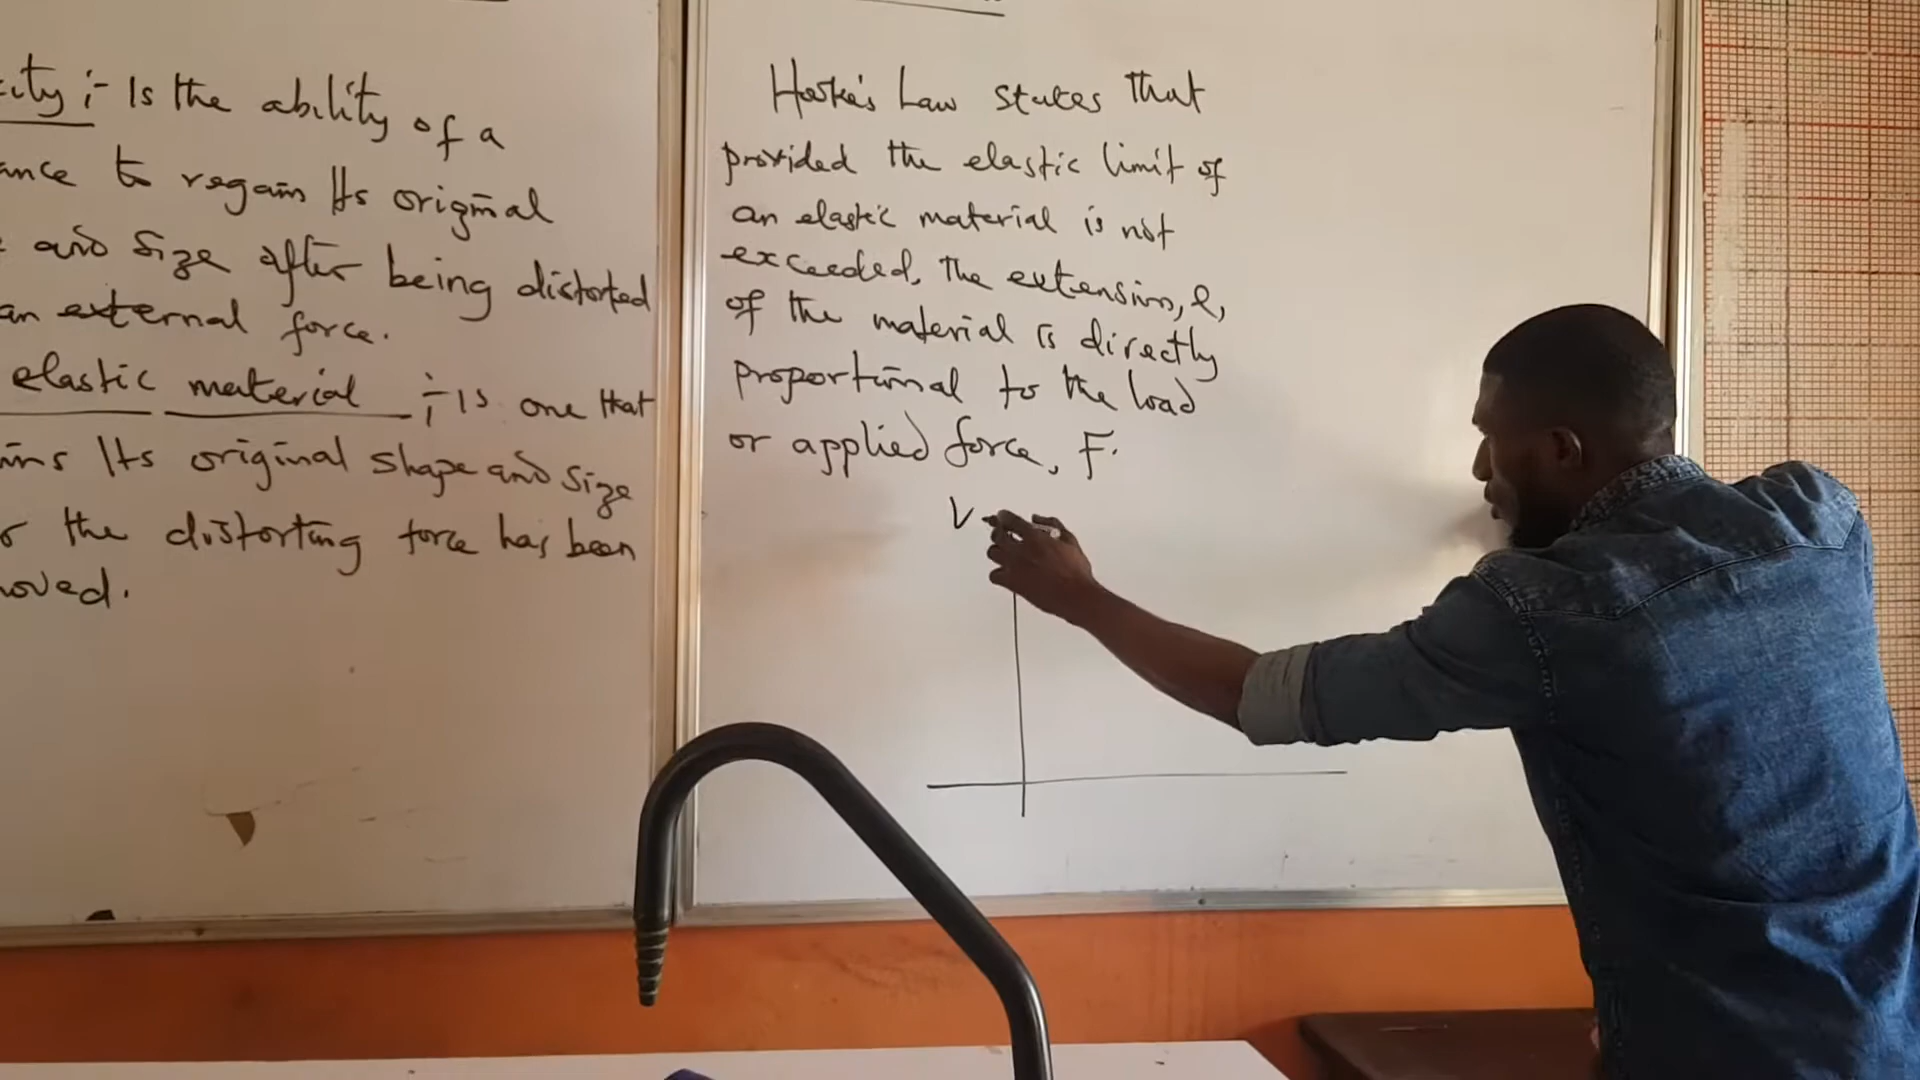 city :- Is the ability of a
ance to regain Its original
and Size after being distorted
an external force.
elastic material :- is one that
ins Its original shape and size
r the distorting force has been
oved.
Hooke's Law states that
provided the elastic limit of
an elastic material is not
exceeded, the extension, e,
of the material is directly
proportional to the load
or applied force, F.